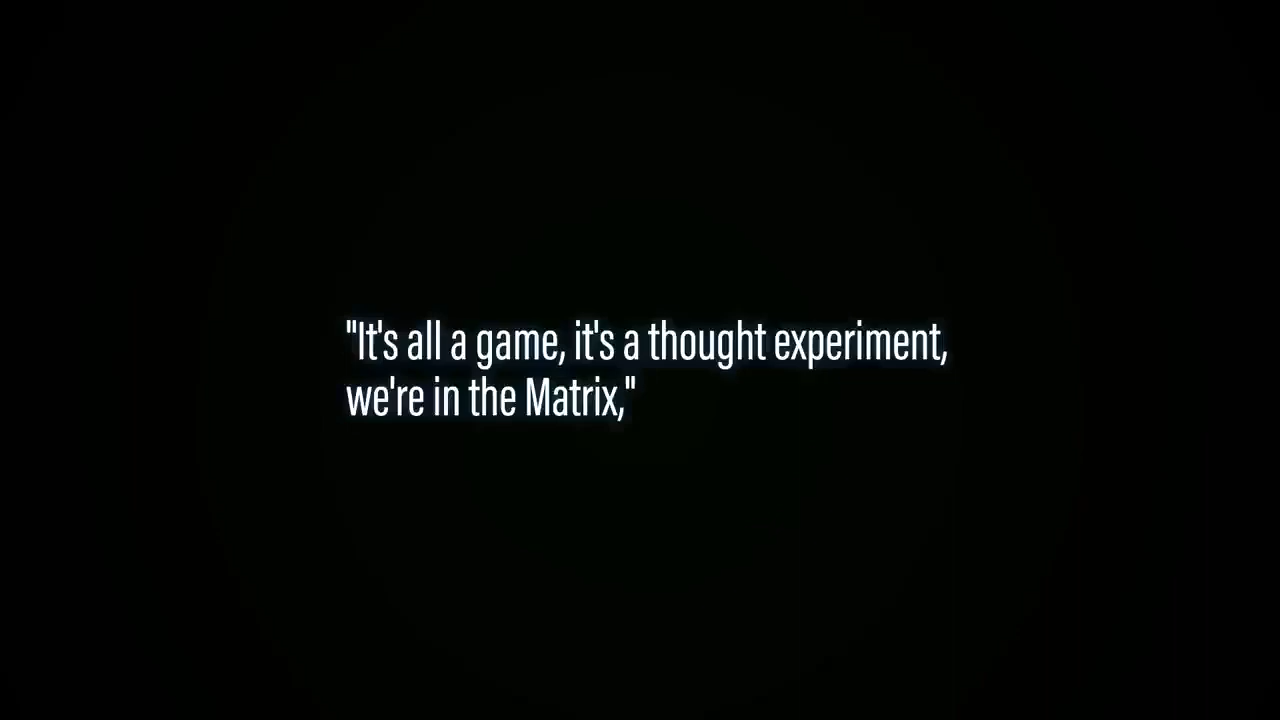 "It's all a game, it's a thought experiment,
we're in the Matrix,"